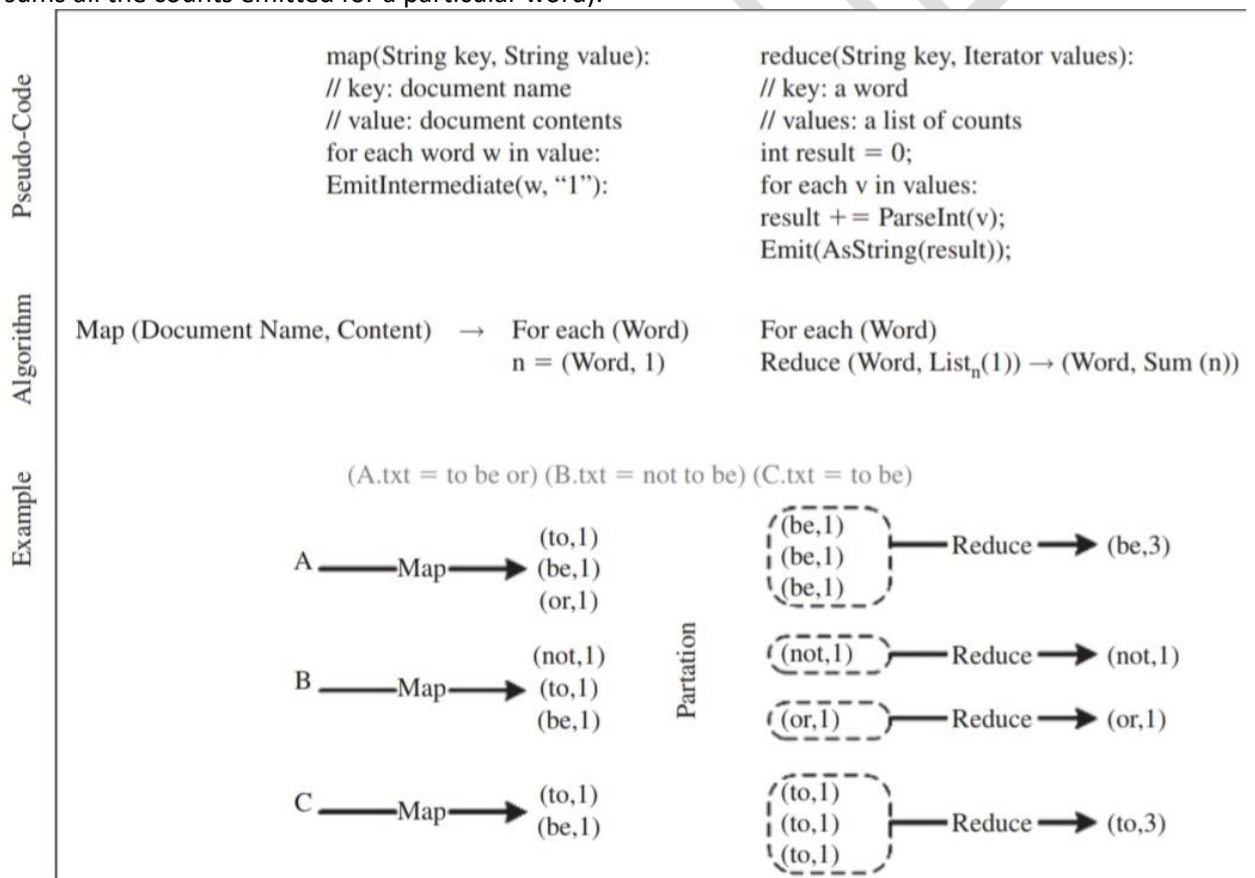 sums all the counts emitted for a particular word).
Pseudo-Code
map(String key, String value):
// key: document name
// value: document contents
for each word w in value:
EmitIntermediate(w, “1”):
reduce(String key, Iterator values):
// key: a word
// values: a list of counts
int result = 0;
for each v in values:
result += ParseInt(v);
Emit(AsString(result));
Algorithm
Map (Document Name, Content) → For each (Word)
n = (Word, 1)
For each (Word)
Reduce (Word, Listₙ(1)) → (Word, Sum (n))
Example
(A.txt = to be or) (B.txt = not to be) (C.txt = to be)
A Map (to,1)
(be,1)
(or,1)
B Map (not,1)
(to,1)
(be,1)
C Map (to,1)
(be,1)
Partation
(be,1)
(be,1)
(be,1)
Reduce (be,3)
(not,1) Reduce (not,1)
(or,1) Reduce (or,1)
(to,1)
(to,1)
(to,1)
Reduce (to,3)